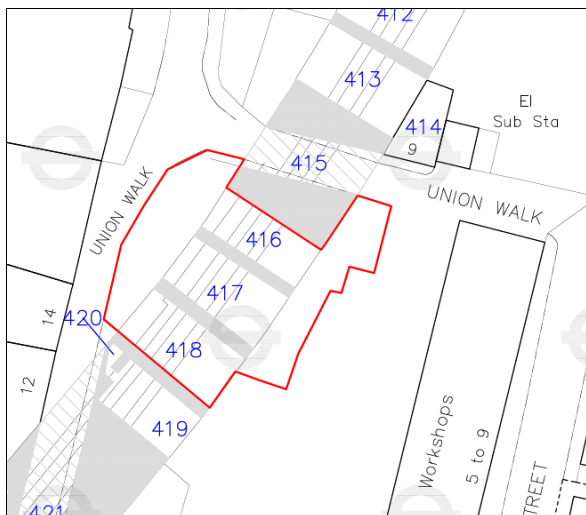 412
413
414
9
El
Sub Sta
415
UNION WALK
UNION WALK
416
417
420
14
418
12
419
Workshops
5 to 9
TREET
421